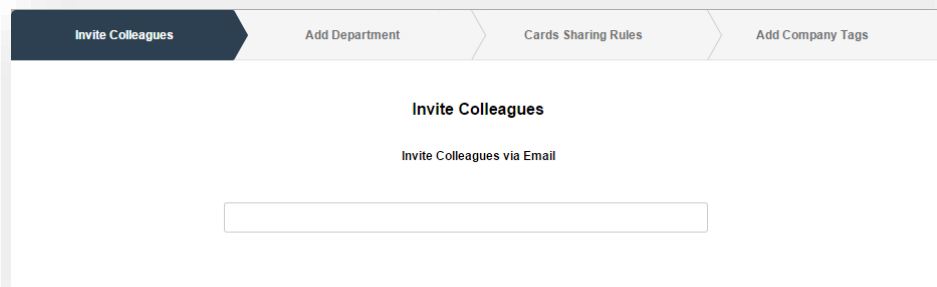 Invite Colleagues Add Department Cards Sharing Rules Add Company Tags
Invite Colleagues
Invite Colleagues via Email